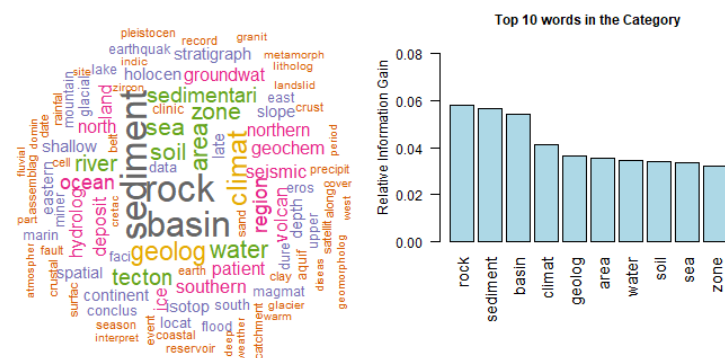 pleistocen record granit
earthquak stratigraph metamorph
indic litholog
site lake holocen groundwat
mountain glacial zircon sedimentari landslid
rainfal land clinic zone east crust
date north sediment sea area slope period
domin belt soil late climat northern
fluvial shallow geochem
assemblag cell river data seismic precipit
eastern ocean rock region eros over
part miner hydrolog deposit cretac basin sand volcan depth upper along satellit west
marin
fault faci geolog water dure aquif
atmospher crustal spatial tecton earth patient clay diseas geomorpholog
surfac continent ice southern magmat
conclus isotop south glacier
season event locat flood catchment warm
interpret coastal deep weather
reservoir
Top 10 words in the Category
Relative Information Gain
0.08
0.06
0.04
0.02
0.00
rock
sediment
basin
climat
geolog
area
water
soil
sea
zone